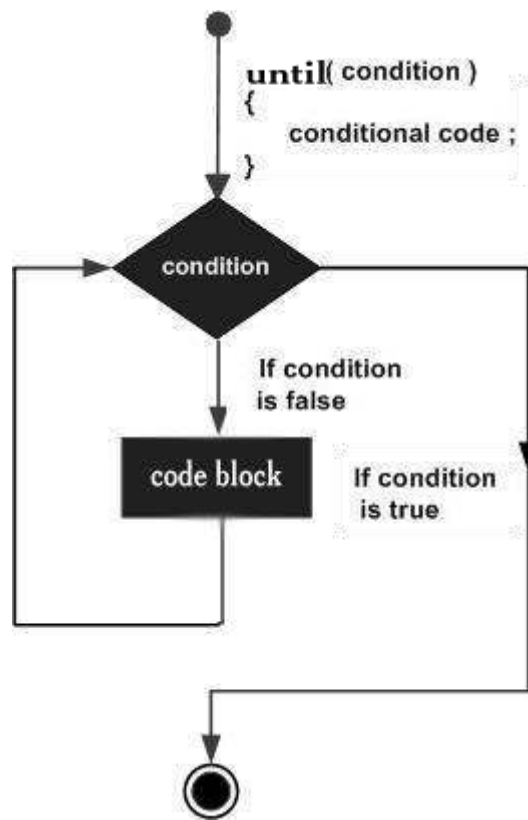 until( condition )
{
conditional code ;
}
condition
If condition
is false
code block
If condition
is true